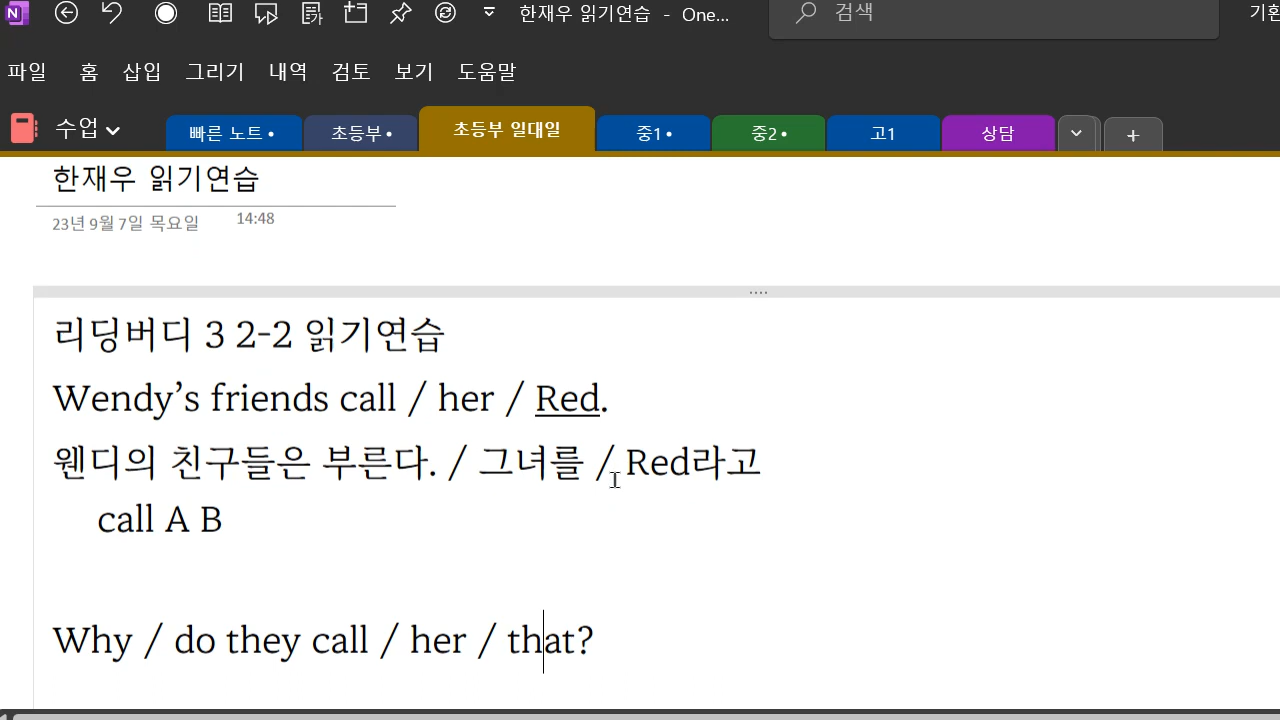 한재우 읽기연습 - One...
검색
기환
파일 홈 삽입 그리기 내역 검토 보기 도움말
수업 빠른 노트 • 초등부 • 초등부 일대일 중1 • 중2 • 고1 상담 +
한재우 읽기연습
23년 9월 7일 목요일 14:48
리딩버디 3 2-2 읽기연습
Wendy’s friends call / her / Red.
웬디의 친구들은 부른다. / 그녀를 / Red라고
call A B
Why / do they call / her / that?